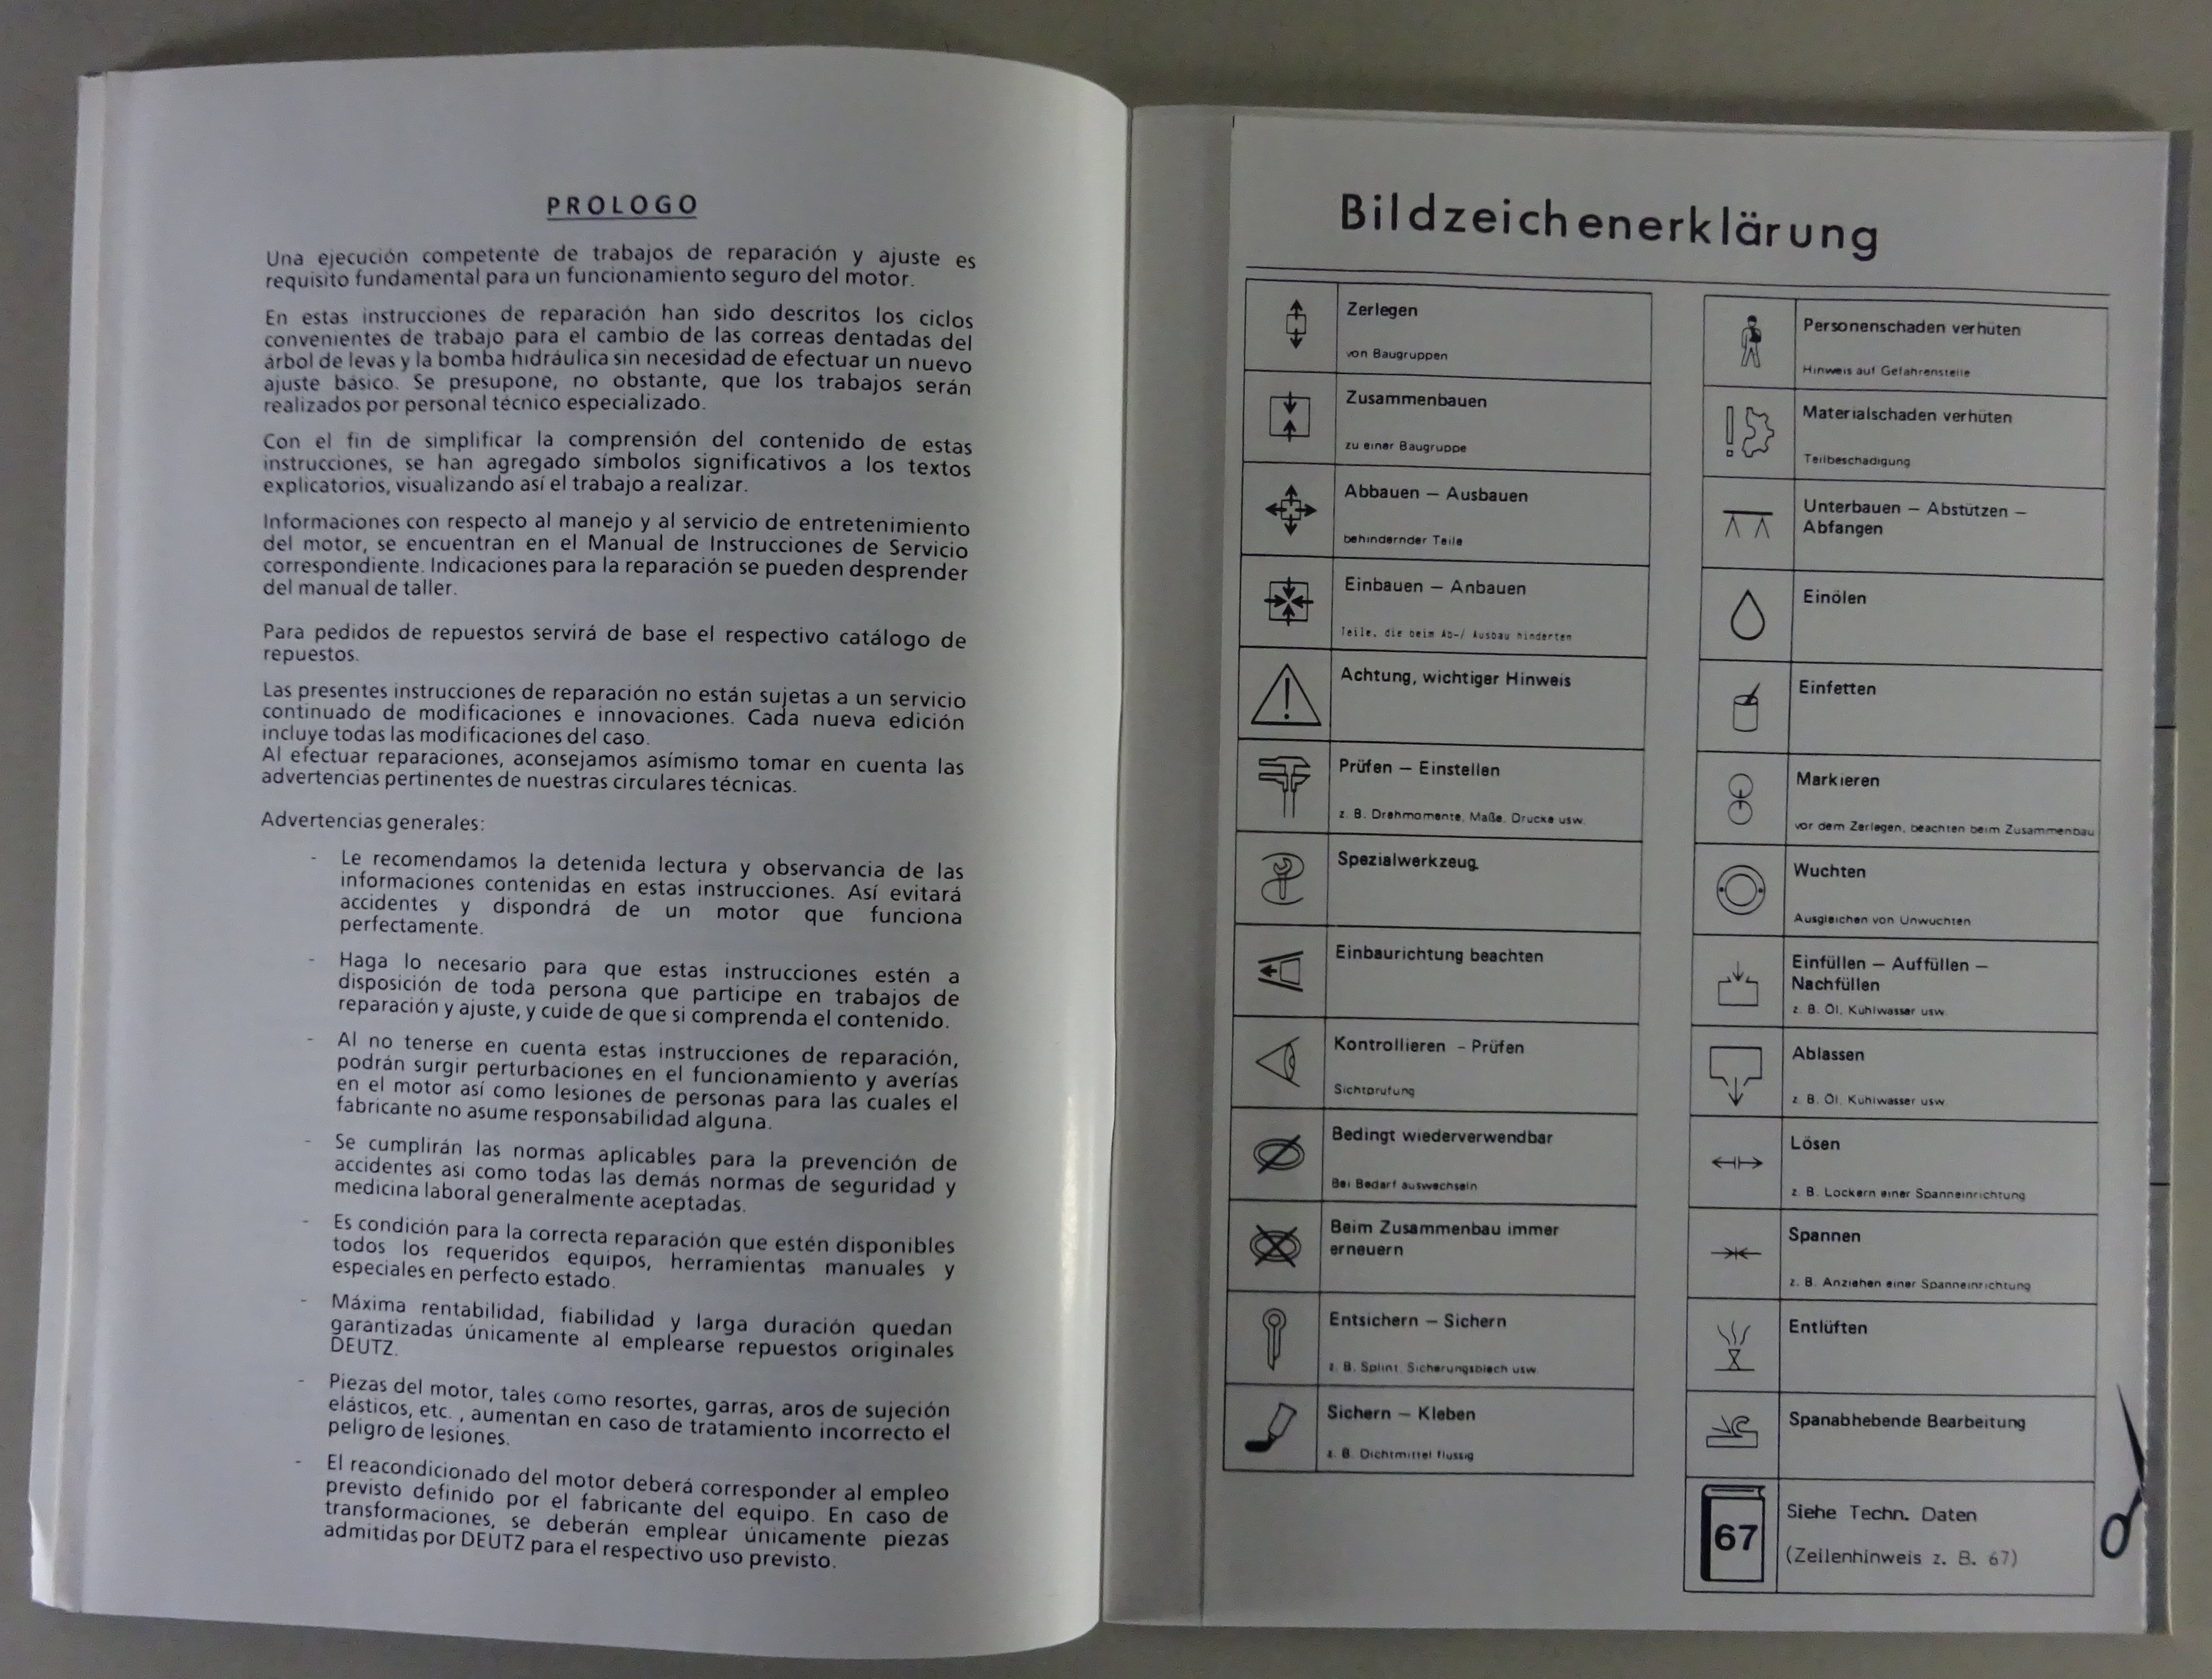 PROLOGO
Una ejecución competente de trabajos de reparación y ajuste es
requisito fundamental para un funcionamiento seguro del motor.
En estas instrucciones de reparación han sido descritos los ciclos
convenientes de trabajo para el cambio de las correas dentadas del
árbol de levas y la bomba hidráulica sin necesidad de efectuar un nuevo
ajuste básico. Se presupone, no obstante, que los trabajos serán
realizados por personal técnico especializado.
Con el fin de simplificar la comprensión del contenido de estas
instrucciones, se han agregado símbolos significativos a los textos
explicatorios, visualizando así el trabajo a realizar.
Informaciones con respecto al manejo y al servicio de entretenimiento
del motor, se encuentran en el Manual de Instrucciones de Servicio
correspondiente. Indicaciones para la reparación se pueden desprender
del manual de taller.
Para pedidos de repuestos servirá de base el respectivo catálogo de
repuestos.
Las presentes instrucciones de reparación no están sujetas a un servicio
continuado de modificaciones e innovaciones. Cada nueva edición
incluye todas las modificaciones del caso.
Al efectuar reparaciones, aconsejamos asímismo tomar en cuenta las
advertencias pertinentes de nuestras circulares técnicas.
Advertencias generales:
- Le recomendamos la detenida lectura y observancia de las
informaciones contenidas en estas instrucciones. Así evitará
accidentes y dispondrá de un motor que funciona
perfectamente.
- Haga lo necesario para que estas instrucciones estén a
disposición de toda persona que participe en trabajos de
reparación y ajuste, y cuide de que si comprenda el contenido.
- Al no tenerse en cuenta estas instrucciones de reparación,
podrán surgir perturbaciones en el funcionamiento y averías
en el motor así como lesiones de personas para las cuales el
fabricante no asume responsabilidad alguna.
- Se cumplirán las normas aplicables para la prevención de
accidentes asi como todas las demás normas de seguridad y
medicina laboral generalmente aceptadas.
- Es condición para la correcta reparación que estén disponibles
todos los requeridos equipos, herramientas manuales y
especiales en perfecto estado.
- Máxima rentabilidad, fiabilidad y larga duración quedan
garantizadas únicamente al emplearse repuestos originales
DEUTZ.
- Piezas del motor, tales como resortes, garras, aros de sujeción
elásticos, etc. , aumentan en caso de tratamiento incorrecto el
peligro de lesiones.
- El reacondicionado del motor deberá corresponder al empleo
previsto definido por el fabricante del equipo. En caso de
transformaciones, se deberán emplear únicamente piezas
admitidas por DEUTZ para el respectivo uso previsto.
Bildzeichenerklärung
Zerlegen
von Baugruppen
Zusammenbauen
zu einer Baugruppe
Abbauen – Ausbauen
behindernder Teile
Einbauen – Anbauen
Teile, die beim Ab-/ Ausbau hinderten
Achtung, wichtiger Hinweis
Prüfen – Einstellen
z. B. Drehmomente, Maße, Drucke usw.
Spezialwerkzeug
Einbaurichtung beachten
Kontrollieren – Prüfen
Sichtprufung
Bedingt wiederverwendbar
Bei Bedarf auswechseln
Beim Zusammenbau immer
erneuern
Entsichern – Sichern
z. B. Splint, Sicherungsblech usw.
Sichern – Kleben
z. B. Dichtmittel flussig
Personenschaden verhüten
Hinweis auf Gefahrenstelle
Materialschaden verhüten
Teilbeschadigung
Unterbauen – Abstützen –
Abfangen
Einölen
Einfetten
Markieren
vor dem Zerlegen, beachten beim Zusammenbau
Wuchten
Ausgleichen von Unwuchten
Einfüllen – Auffüllen –
Nachfüllen
z. B. Öl, Kuhlwasser usw.
Ablassen
z. B. Öl, Kuhlwasser usw.
Lösen
z. B. Lockern einer Spanneinrichtung
Spannen
z. B. Anziehen einer Spanneinrichtung
Entlüften
Spanabhebende Bearbeitung
67
Siehe Techn. Daten
(Zeilenhinweis z. B. 67)